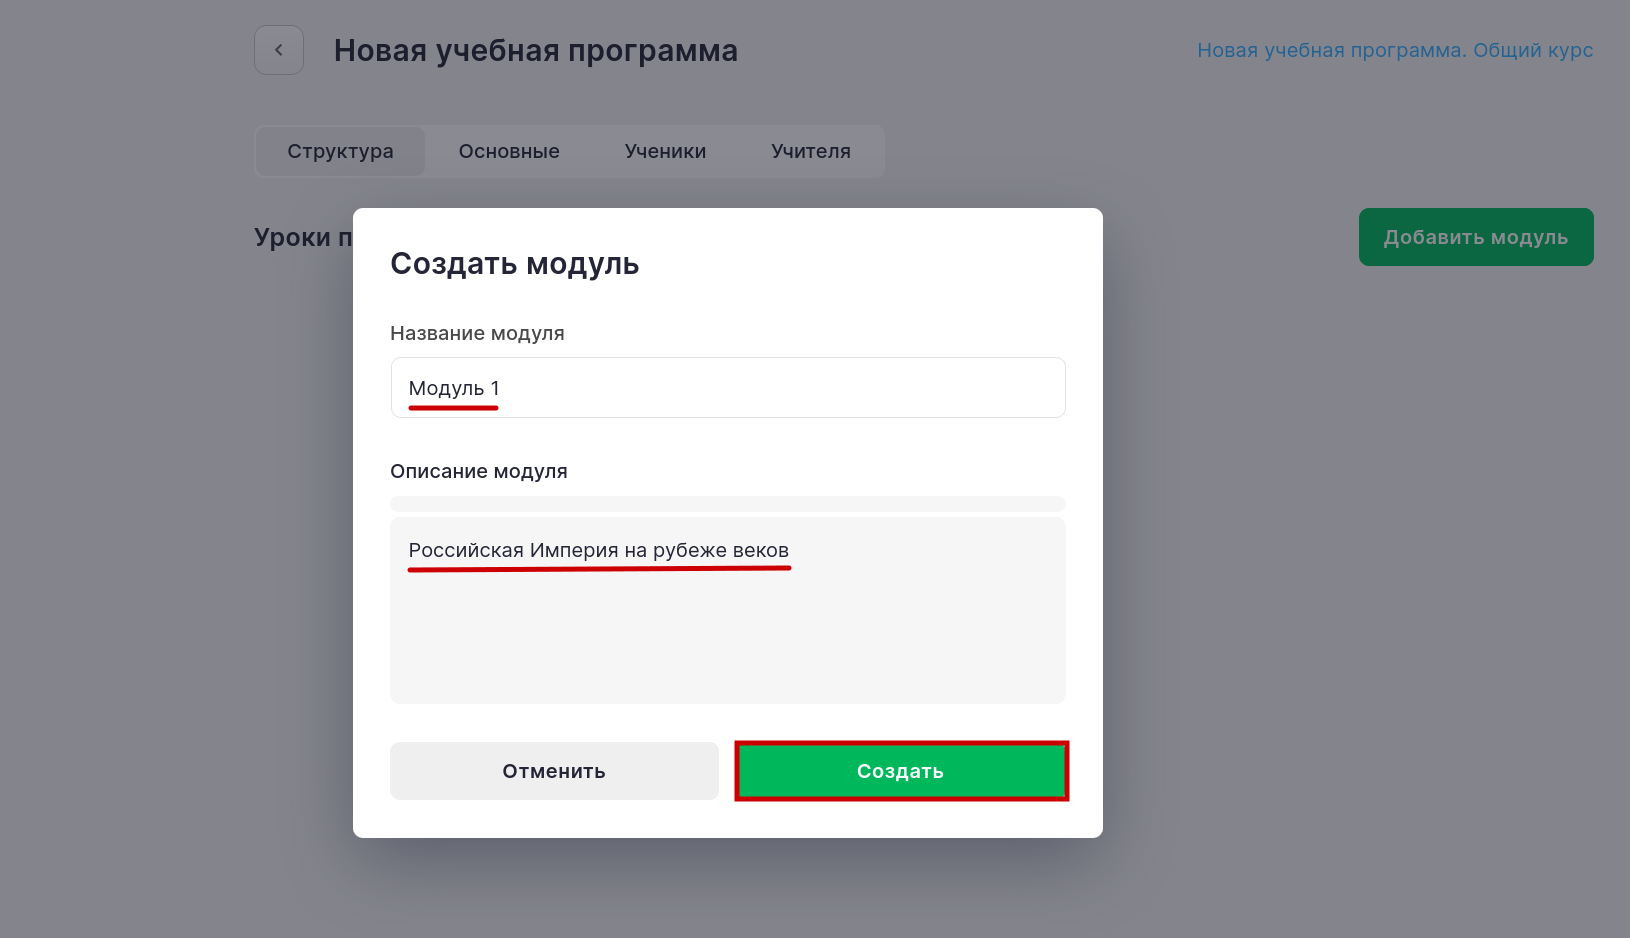 Новая учебная программа
Новая учебная программа. Общий курс
Структура
Основные
Ученики
Учителя
Уроки п
Добавить модуль
Создать модуль
Название модуля
Модуль 1
Описание модуля
Российская Империя на рубеже веков
Отменить
Создать